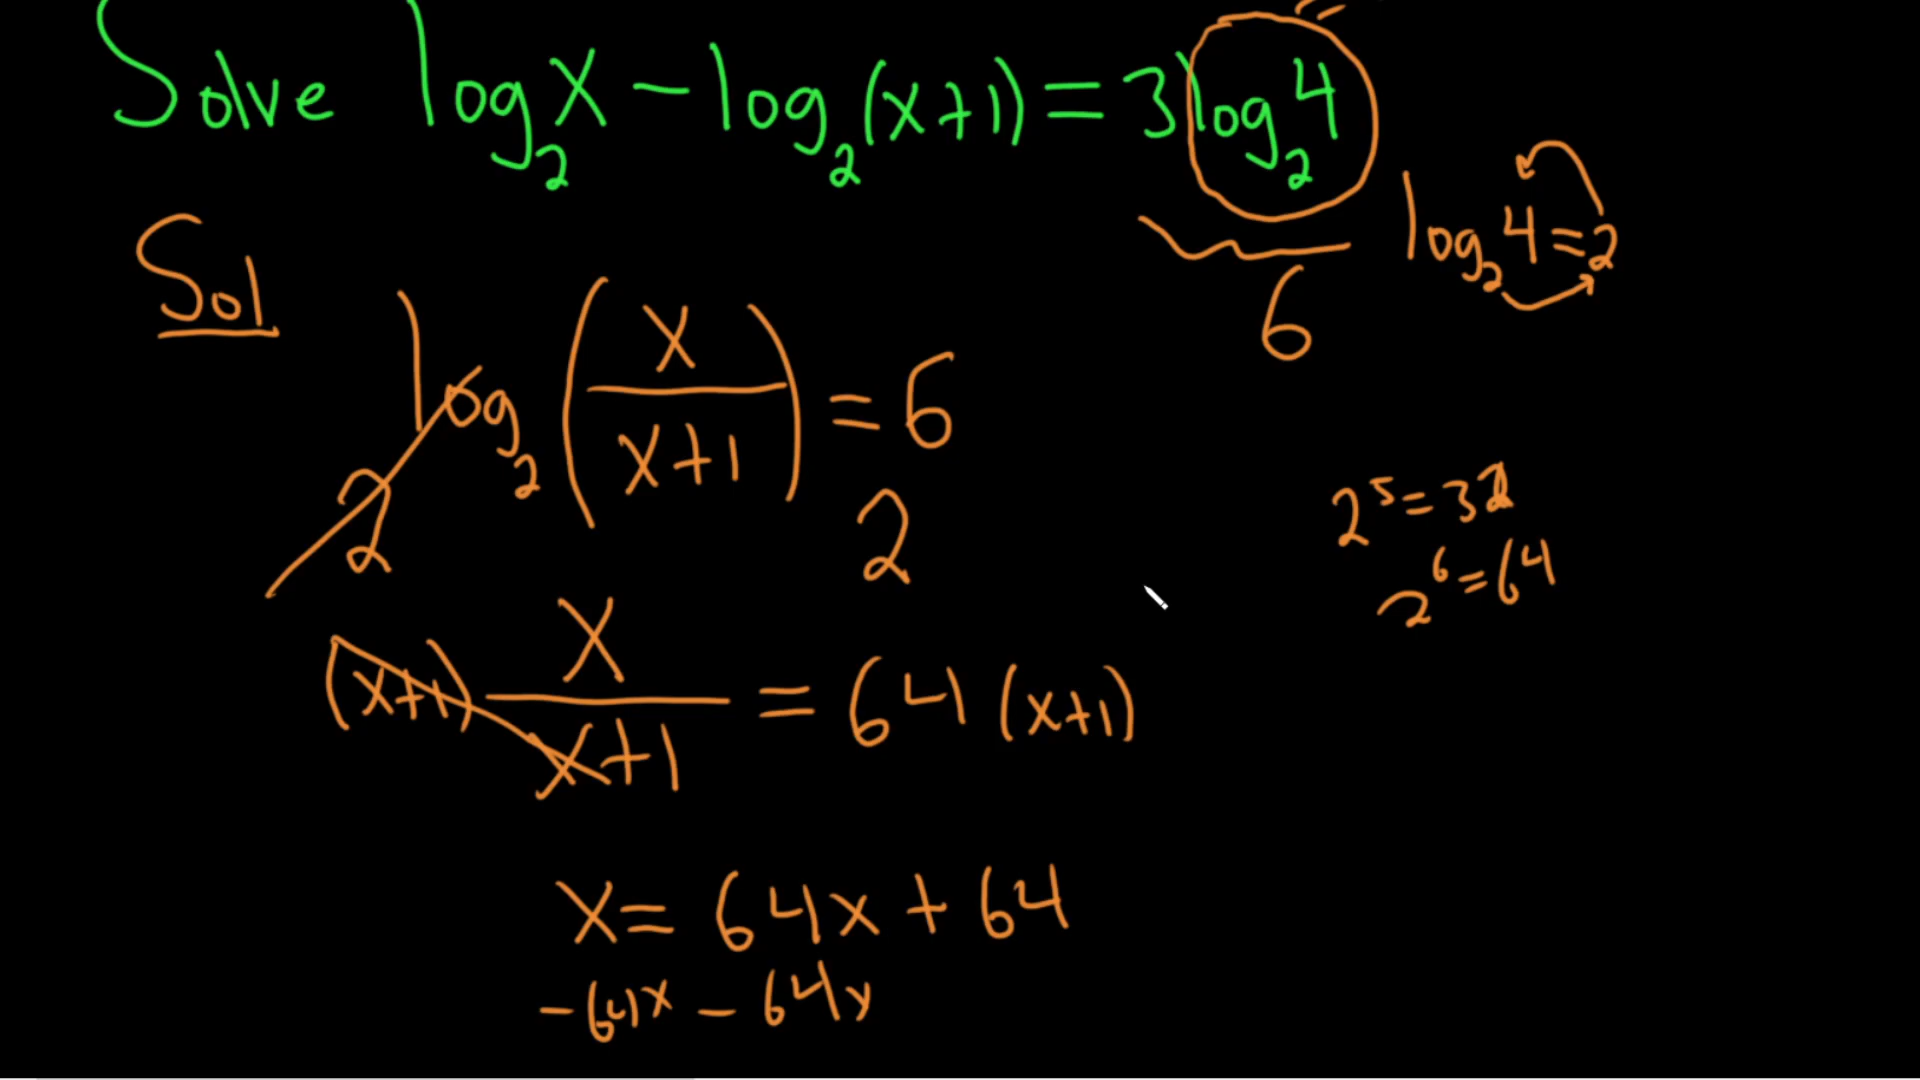 Solve log₂x - log₂(x+1) = 3log₂4
log₂4 = 2
6
Sol
log₂(x/(x+1)) = 6
2 2
2⁵ = 32
2⁶ = 64
(x+1) x/(x+1) = 64(x+1)
x = 64x + 64
-64x - 64x